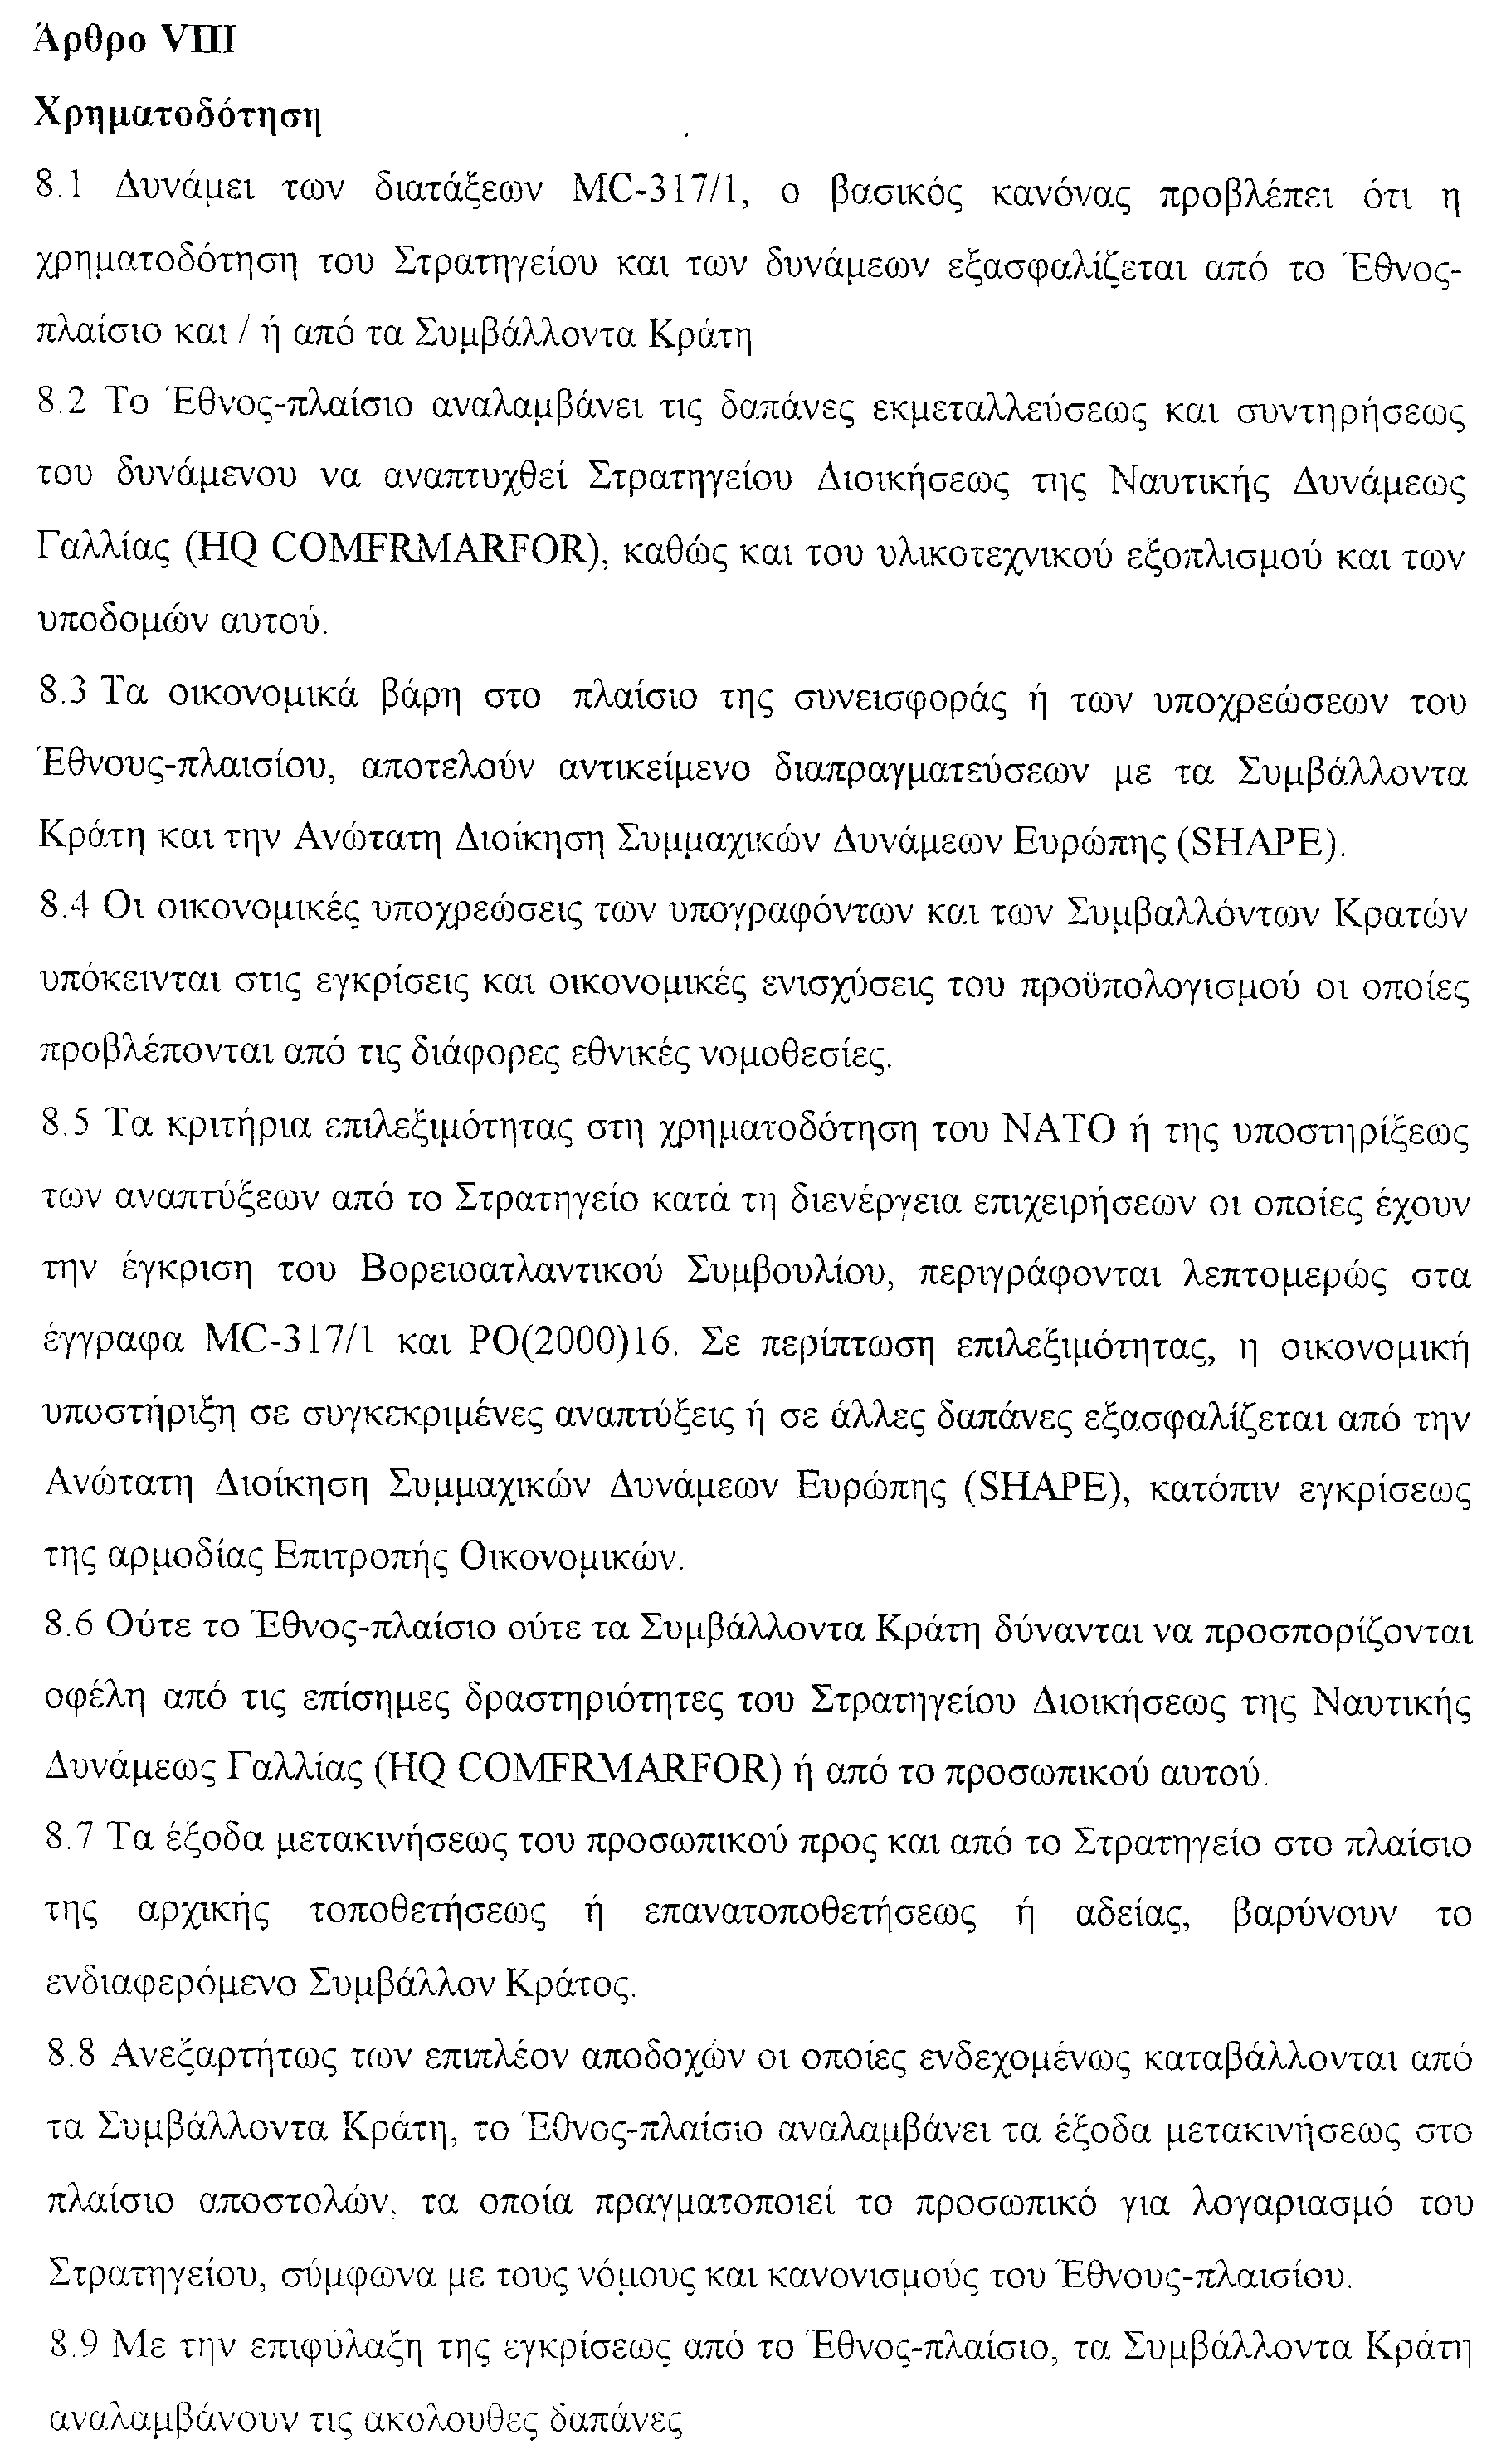 Άρθρο VIII
Χρηματοδότηση
8.1 Δυνάμει των διατάξεων MC-317/1, ο βασικός κανόνας προβλέπει ότι η
χρηματοδότηση του Στρατηγείου και των δυνάμεων εξασφαλίζεται από το Έθνος-
πλαίσιο και / ή από τα Συμβάλλοντα Κράτη
8.2 Το Έθνος-πλαίσιο αναλαμβάνει τις δαπάνες εκμεταλλεύσεως και συντηρήσεως
του δυνάμενου να αναπτυχθεί Στρατηγείου Διοικήσεως της Ναυτικής Δυνάμεως
Γαλλίας (HQ COMFRMARFOR), καθώς και του υλικοτεχνικού εξοπλισμού και των
υποδομών αυτού.
8.3 Τα οικονομικά βάρη στο πλαίσιο της συνεισφοράς ή των υποχρεώσεων του
Έθνους-πλαισίου, αποτελούν αντικείμενο διαπραγματεύσεων με τα Συμβάλλοντα
Κράτη και την Ανώτατη Διοίκηση Συμμαχικών Δυνάμεων Ευρώπης (SHAPE).
8.4 Οι οικονομικές υποχρεώσεις των υπογραφόντων και των Συμβαλλόντων Κρατών
υπόκεινται στις εγκρίσεις και οικονομικές ενισχύσεις του προϋπολογισμού οι οποίες
προβλέπονται από τις διάφορες εθνικές νομοθεσίες.
8.5 Τα κριτήρια επιλεξιμότητας στη χρηματοδότηση του ΝΑΤΟ ή της υποστηρίξεως
των αναπτύξεων από το Στρατηγείο κατά τη διενέργεια επιχειρήσεων οι οποίες έχουν
την έγκριση του Βορειοατλαντικού Συμβουλίου, περιγράφονται λεπτομερώς στα
έγγραφα MC-317/1 και PO(2000)16. Σε περίπτωση επιλεξιμότητας, η οικονομική
υποστήριξη σε συγκεκριμένες αναπτύξεις ή σε άλλες δαπάνες εξασφαλίζεται από την
Ανώτατη Διοίκηση Συμμαχικών Δυνάμεων Ευρώπης (SHAPE), κατόπιν εγκρίσεως
της αρμοδίας Επιτροπής Οικονομικών.
8.6 Ούτε το Έθνος-πλαίσιο ούτε τα Συμβάλλοντα Κράτη δύνανται να προσπορίζονται
οφέλη από τις επίσημες δραστηριότητες του Στρατηγείου Διοικήσεως της Ναυτικής
Δυνάμεως Γαλλίας (HQ COMFRMARFOR) ή από το προσωπικού αυτού.
8.7 Τα έξοδα μετακινήσεως του προσωπικού προς και από το Στρατηγείο στο πλαίσιο
της αρχικής τοποθετήσεως ή επανατοποθετήσεως ή αδείας, βαρύνουν το
ενδιαφερόμενο Συμβάλλον Κράτος.
8.8 Ανεξαρτήτως των επιπλέον αποδοχών οι οποίες ενδεχομένως καταβάλλονται από
τα Συμβάλλοντα Κράτη, το Έθνος-πλαίσιο αναλαμβάνει τα έξοδα μετακινήσεως στο
πλαίσιο αποστολών, τα οποία πραγματοποιεί το προσωπικό για λογαριασμό του
Στρατηγείου, σύμφωνα με τους νόμους και κανονισμούς του Έθνους-πλαισίου.
8.9 Με την επιφύλαξη της εγκρίσεως από το Έθνος-πλαίσιο, τα Συμβάλλοντα Κράτη
αναλαμβάνουν τις ακολουθες δαπάνες